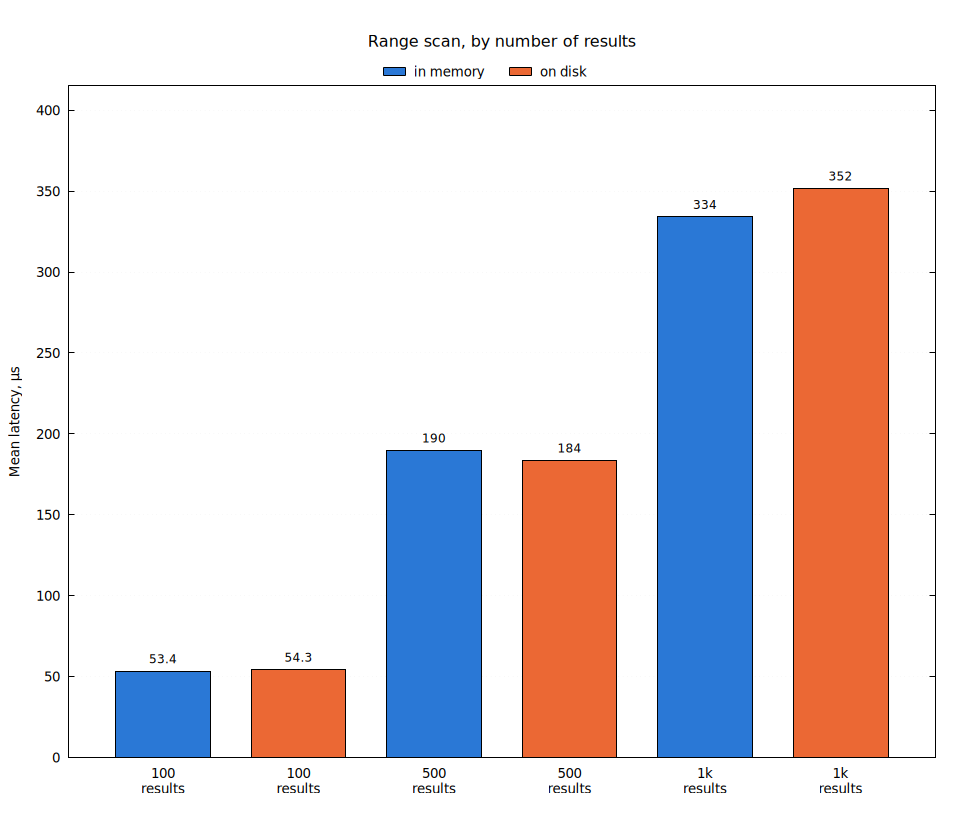 Range scan, by number of results
in memory
on disk
Mean latency, µs
400
350
300
250
200
150
100
50
0
53.4
54.3
190
184
334
352
100
results
100
results
500
results
500
results
1k
results
1k
results